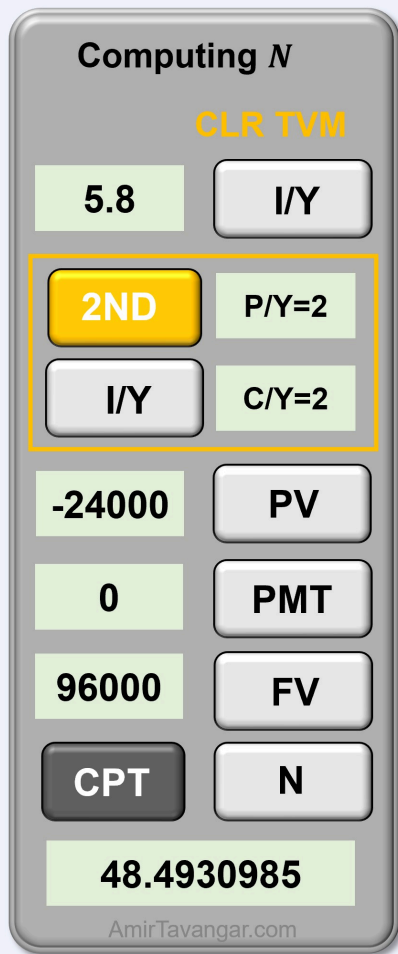 Computing N
CLR TVM
5.8 I/Y
2ND P/Y=2
I/Y C/Y=2
-24000 PV
0 PMT
96000 FV
CPT N
48.4930985
AmirTavangar.com